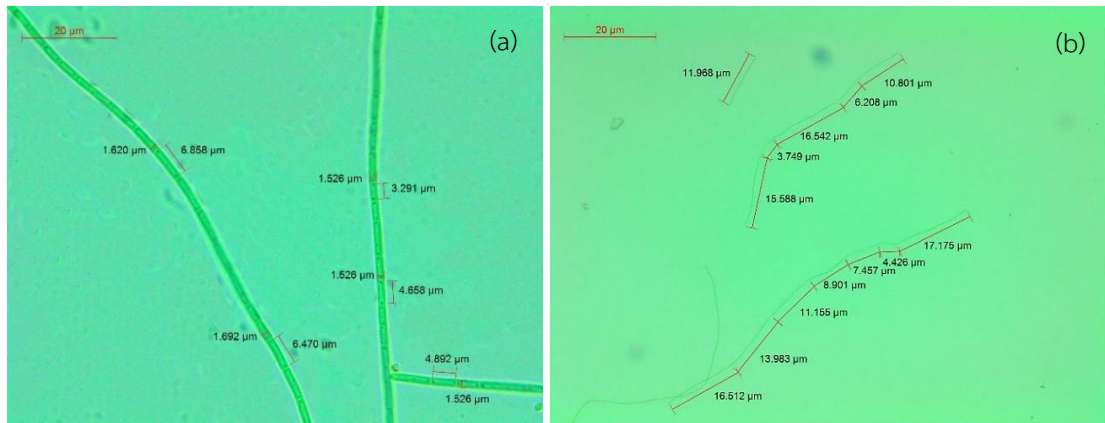 20 µm
(a)
1.620 µm
6.858 µm
1.526 µm
3.291 µm
1.526 µm
4.658 µm
1.692 µm
6.470 µm
4.892 µm
1.526 µm
20 µm
(b)
11.968 µm
10.801 µm
6.208 µm
16.542 µm
3.749 µm
15.588 µm
17.175 µm
4.426 µm
7.457 µm
8.901 µm
11.155 µm
13.983 µm
16.512 µm